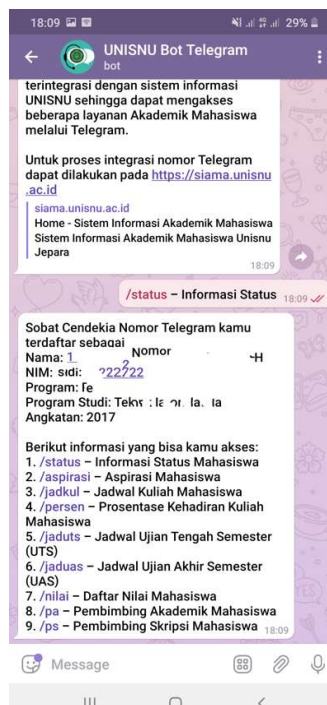 18:09
29%
UNISNU Bot Telegram
bot
terintegrasi dengan sistem informasi
UNISNU sehingga dapat mengakses
beberapa layanan Akademik Mahasiswa
melalui Telegram.
Untuk proses integrasi nomor Telegram
dapat dilakukan pada https://siama.unisnu
.ac.id
siama.unisnu.ac.id
Home - Sistem Informasi Akademik Mahasiswa
Sistem Informasi Akademik Mahasiswa Unisnu
Jepara
18:09
/status – Informasi Status 18:09
Sobat Cendekia Nomor Telegram kamu
terdaftar sebagai
Nama: Nomor
NIM:
Program:
Program Studi:
Angkatan: 2017
Berikut informasi yang bisa kamu akses:
1. /status – Informasi Status Mahasiswa
2. /aspirasi – Aspirasi Mahasiswa
3. /jadkul – Jadwal Kuliah Mahasiswa
4. /persen – Prosentase Kehadiran Kuliah
Mahasiswa
5. /jaduts – Jadwal Ujian Tengah Semester
(UTS)
6. /jaduas – Jadwal Ujian Akhir Semester
(UAS)
7. /nilai – Daftar Nilai Mahasiswa
8. /pa – Pembimbing Akademik Mahasiswa
9. /ps – Pembimbing Skripsi Mahasiswa 18:09
Message